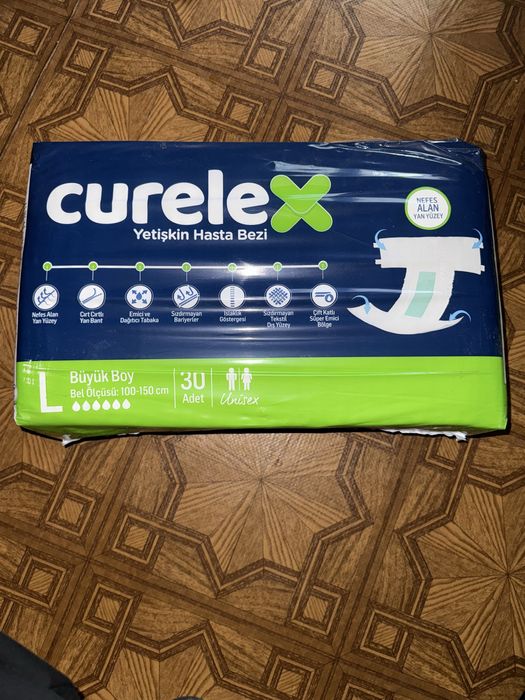 curelex
Yetişkin Hasta Bezi
NEFES
ALAN
YAN YÜZEY
Nefes Alan
Yan Yüzey
Cırt Cırtlı
Yan Bant
Emici ve
Dağıtıcı Tabaka
Sızdırmayan
Bariyerler
Islaklık
Göstergesi
Sızdırmayan
Tekstil
Dış Yüzey
Çift Katlı
Süper Emici
Bölge
L
Büyük Boy
Bel Ölçüsü: 100-150 cm
30
Adet
Unisex